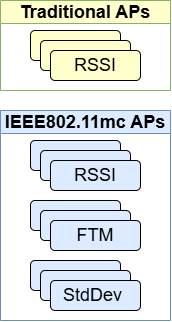 Traditional APs
RSSI
IEEE802.11mc APs
RSSI
FTM
StdDev